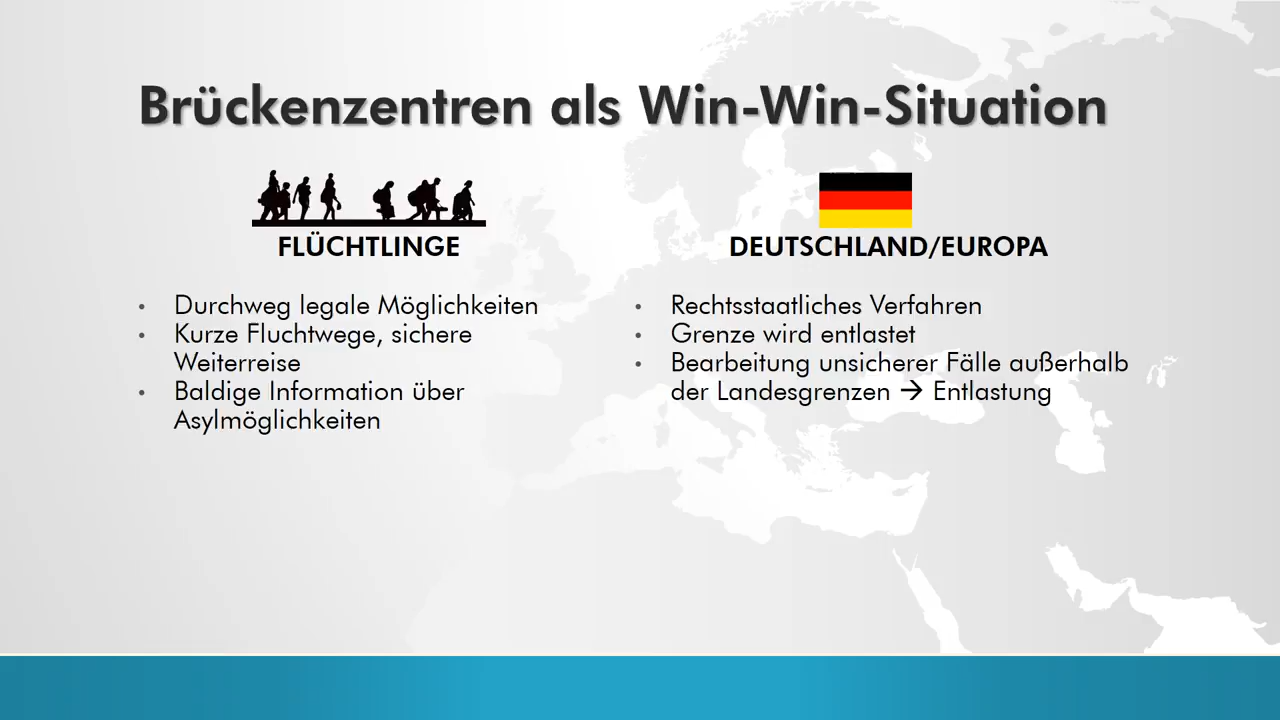 Brückenzentren als Win-Win-Situation
FLÜCHTLINGE
• Durchweg legale Möglichkeiten
• Kurze Fluchtwege, sichere
Weiterreise
• Baldige Information über
Asylmöglichkeiten
DEUTSCHLAND/EUROPA
• Rechtsstaatliches Verfahren
• Grenze wird entlastet
• Bearbeitung unsicherer Fälle außerhalb
der Landesgrenzen → Entlastung